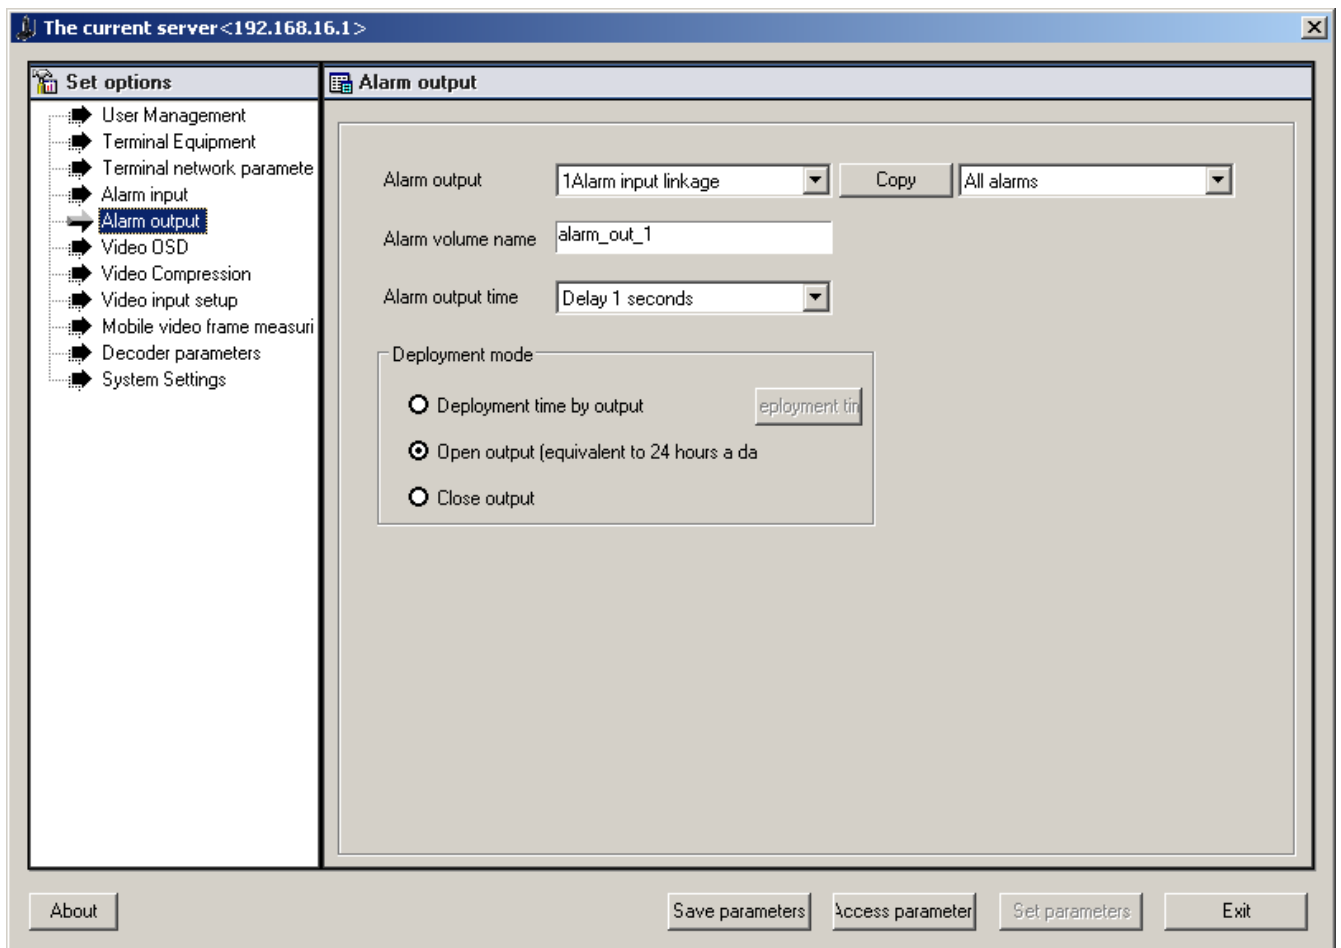 The current server<192.168.16.1>
Set options
User Management
Terminal Equipment
Terminal network paramete
Alarm input
Alarm output
Video OSD
Video Compression
Video input setup
Mobile video frame measuri
Decoder parameters
System Settings
Alarm output
Alarm output 1Alarm input linkage Copy All alarms
Alarm volume name alarm_out_1
Alarm output time Delay 1 seconds
Deployment mode
Deployment time by output eployment tin
Open output (equivalent to 24 hours a da
Close output
About Save parameters Access parameter Set parameters Exit